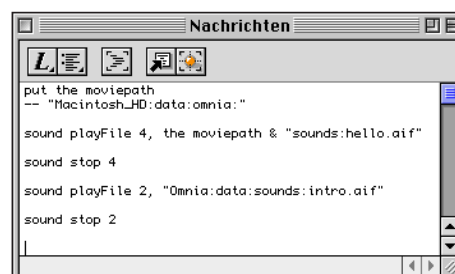 Nachrichten
L
put the moviepath
-- "Macintosh_HD:data:omnia:"
sound playFile 4, the moviepath & "sounds:hello.aif"
sound stop 4
sound playFile 2, "Omnia:data:sounds:intro.aif"
sound stop 2